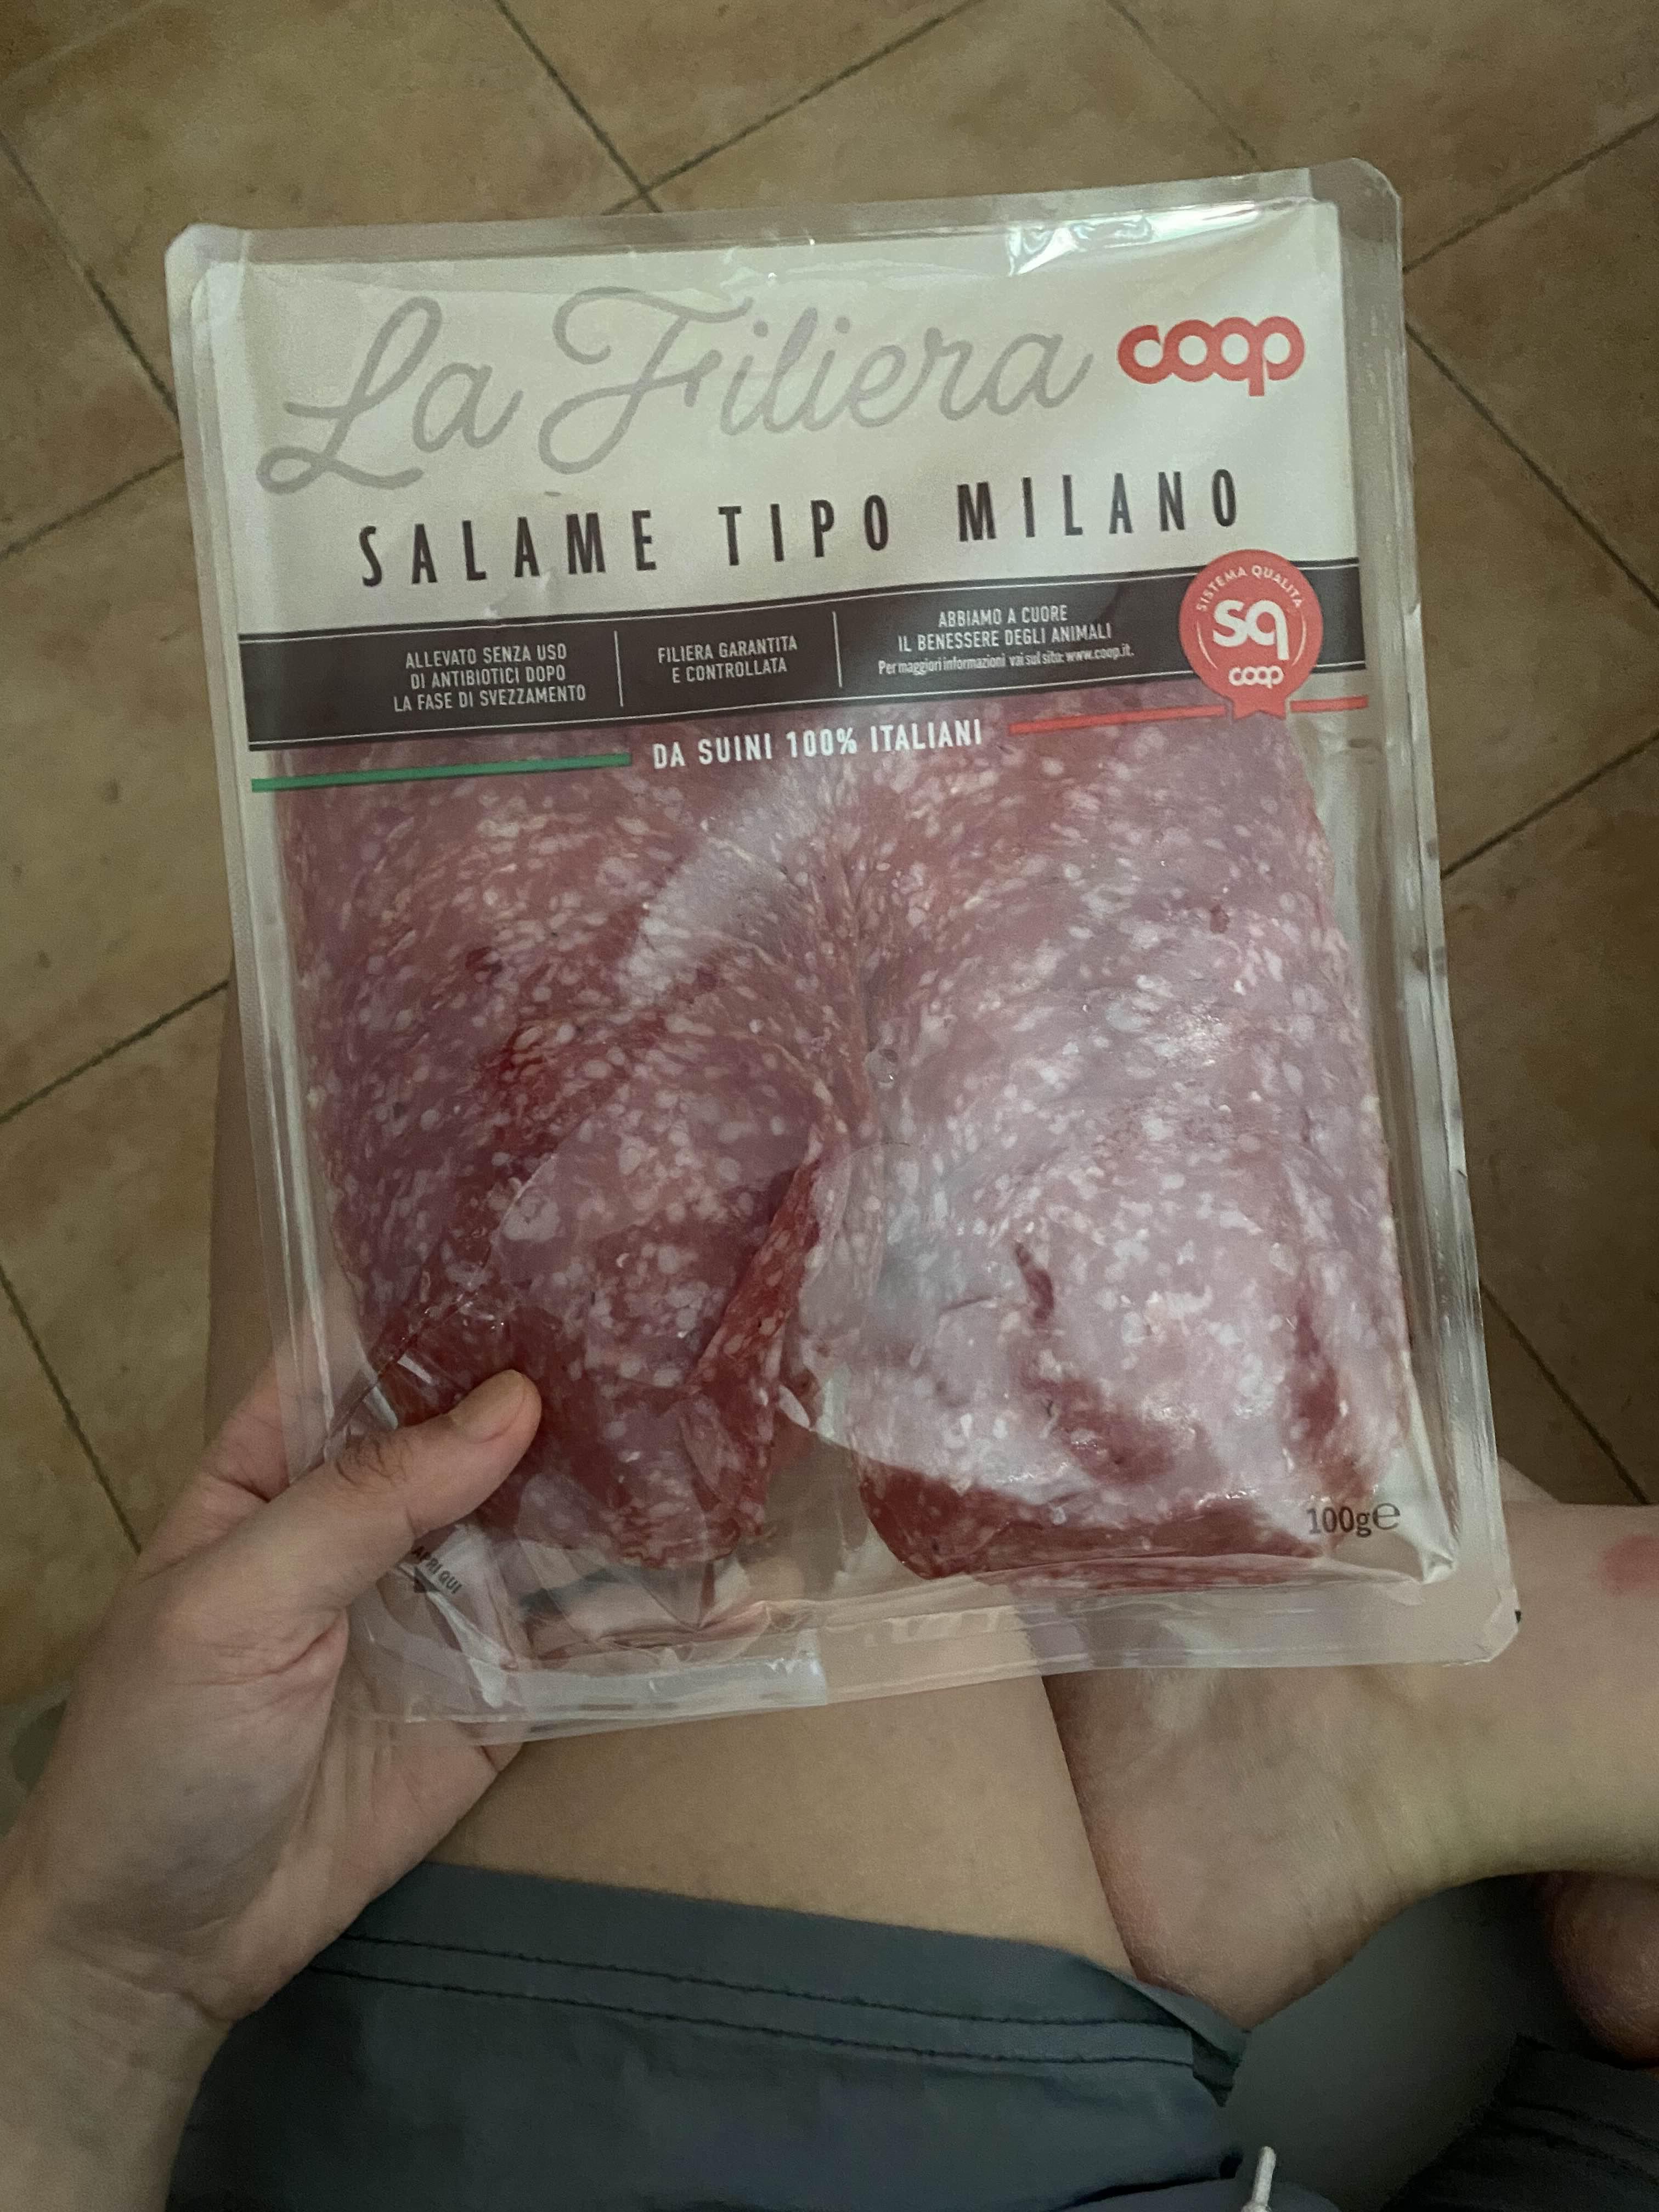 La Filiera coop
SALAME TIPO MILANO
ALLEVATO SENZA USO
DI ANTIBIOTICI DOPO
LA FASE DI SVEZZAMENTO
FILIERA GARANTITA
E CONTROLLATA
ABBIAMO A CUORE
IL BENESSERE DEGLI ANIMALI
Per maggiori informazioni vai sul sito: www.coop.it.
SISTEMA QUALITÀ
sq
coop
DA SUINI 100% ITALIANI
100g℮
APRI QUI